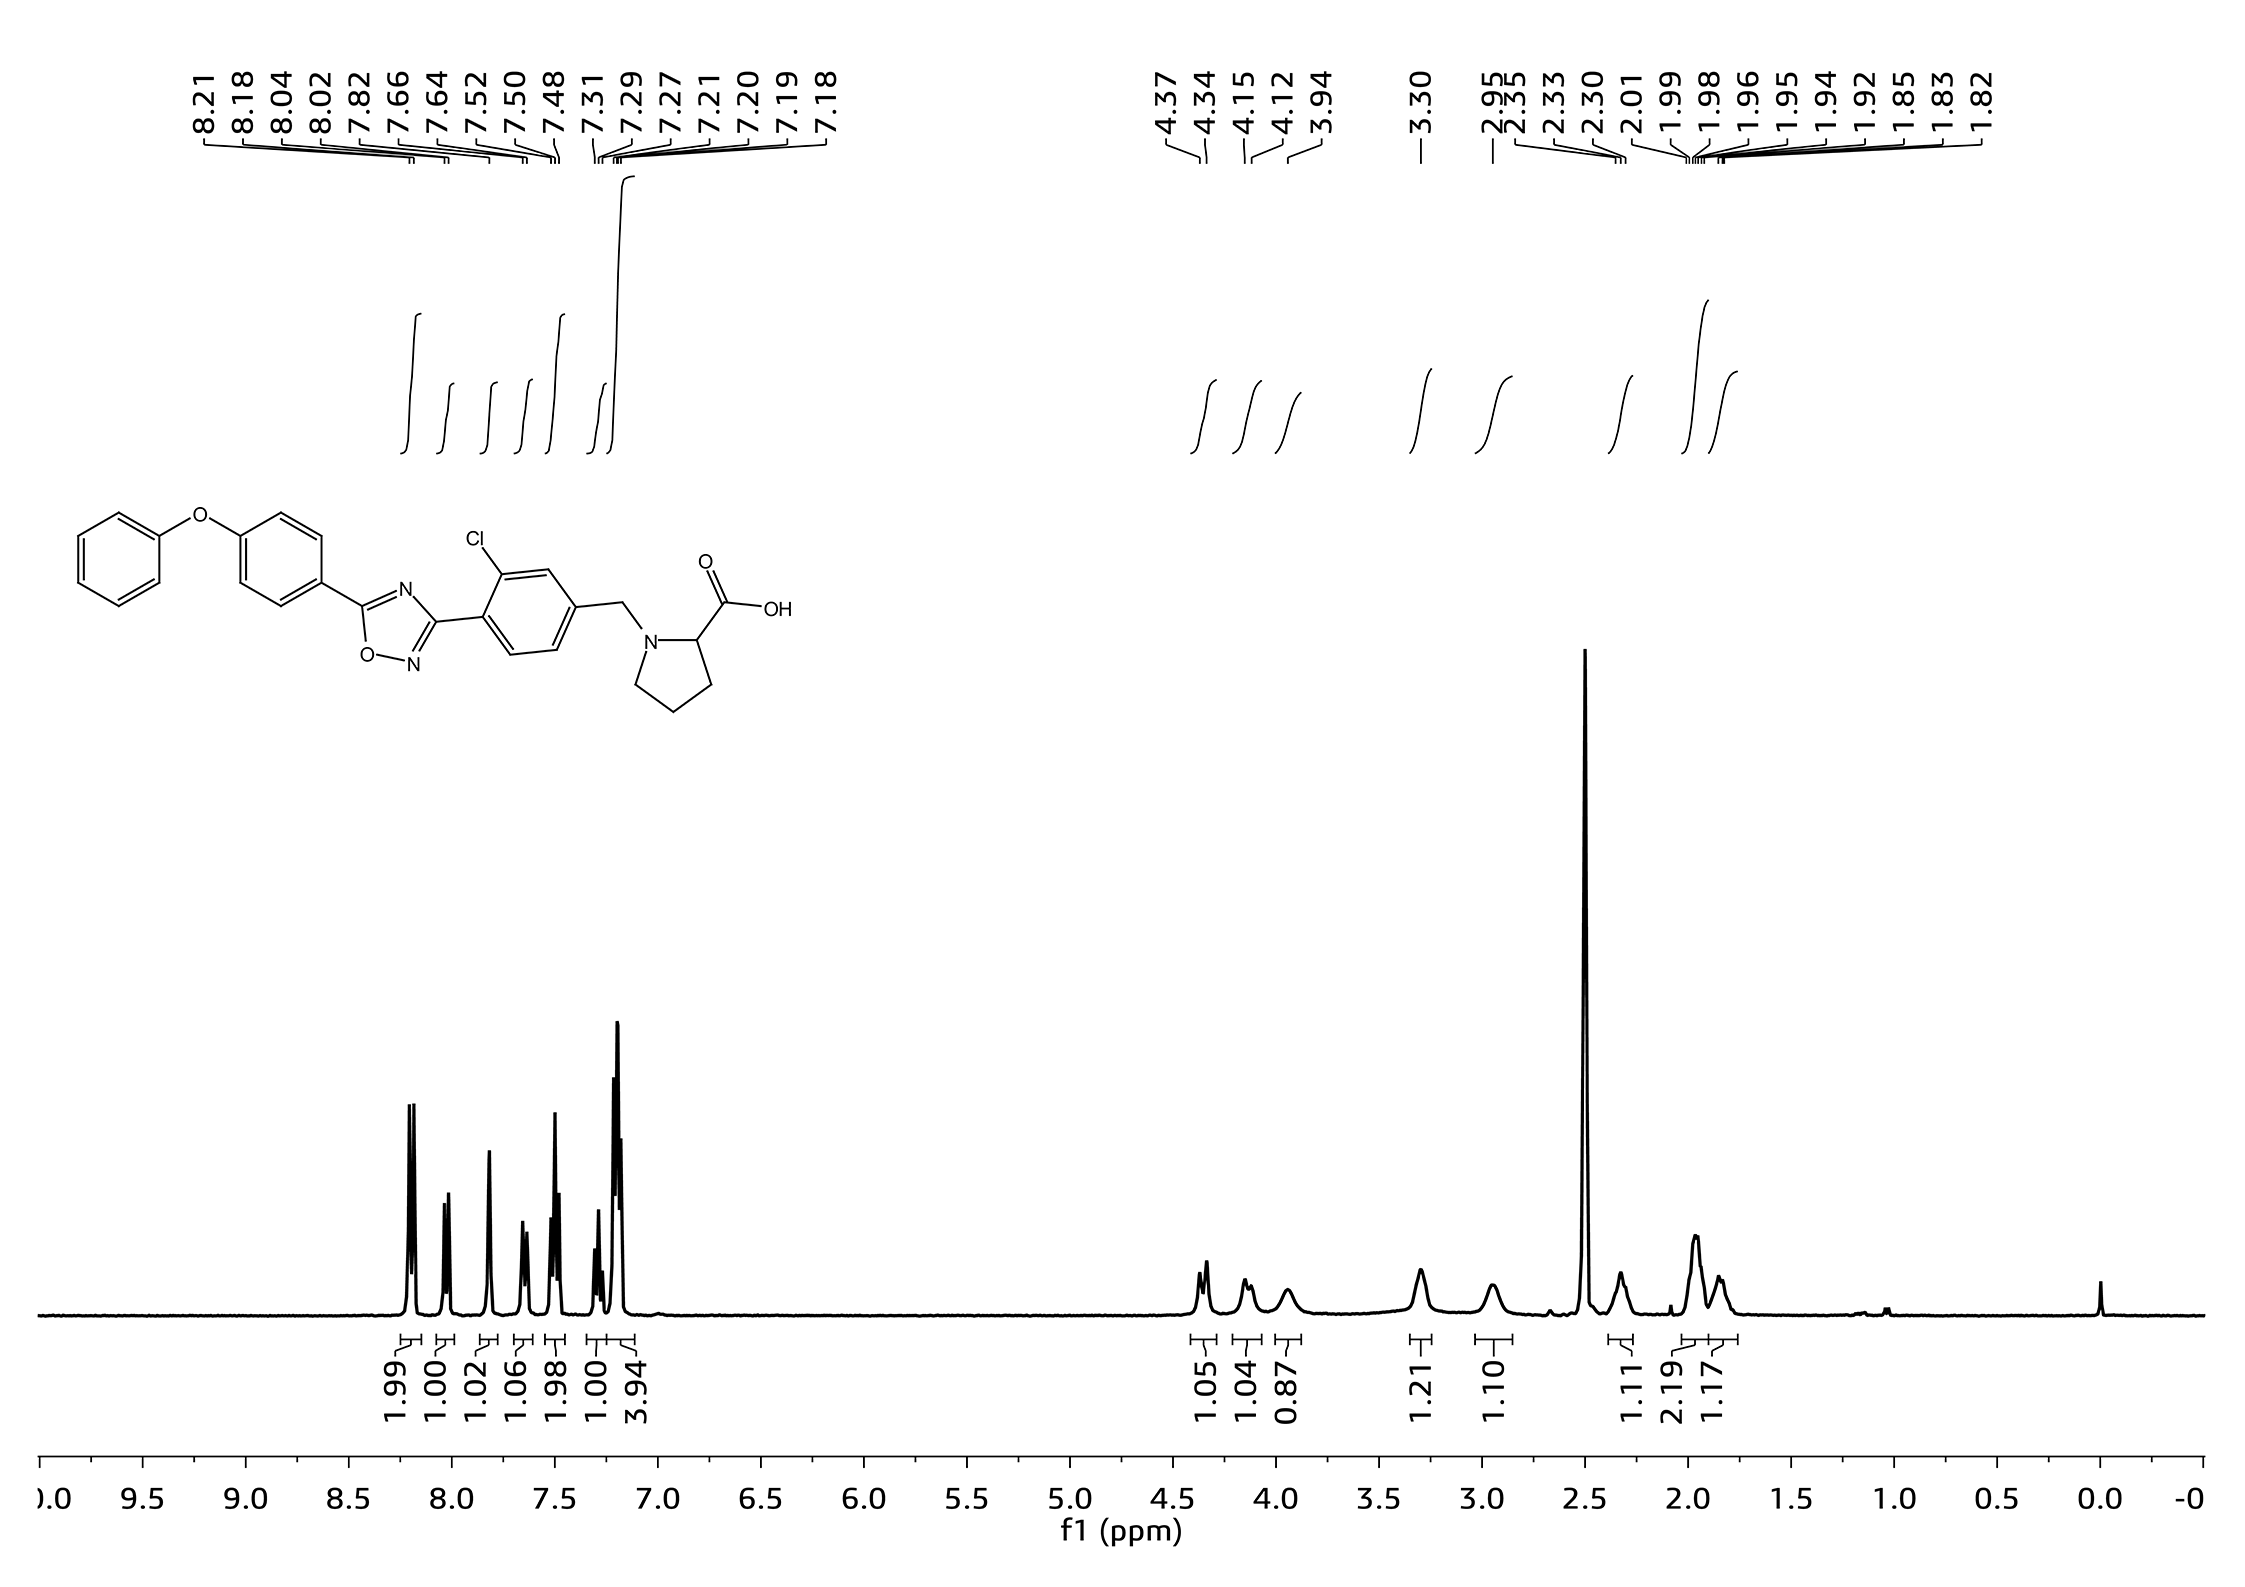 8.21 8.18 8.04 8.02 7.82 7.66 7.64 7.52 7.50 7.48 7.31 7.29 7.27 7.21 7.20 7.19 7.18 4.37 4.34 4.15 4.12 3.94 3.30 2.95 2.35 2.33 2.30 2.01 1.99 1.98 1.96 1.95 1.94 1.92 1.85 1.83 1.82
O
Cl
O
N
OH
N
O
N
1.99 1.00 1.02 1.06 1.98 1.00 3.94 1.05 1.04 0.87 1.21 1.10 1.11 2.19 1.17
0.0 9.5 9.0 8.5 8.0 7.5 7.0 6.5 6.0 5.5 5.0 4.5 4.0 3.5 3.0 2.5 2.0 1.5 1.0 0.5 0.0 -0
f1 (ppm)